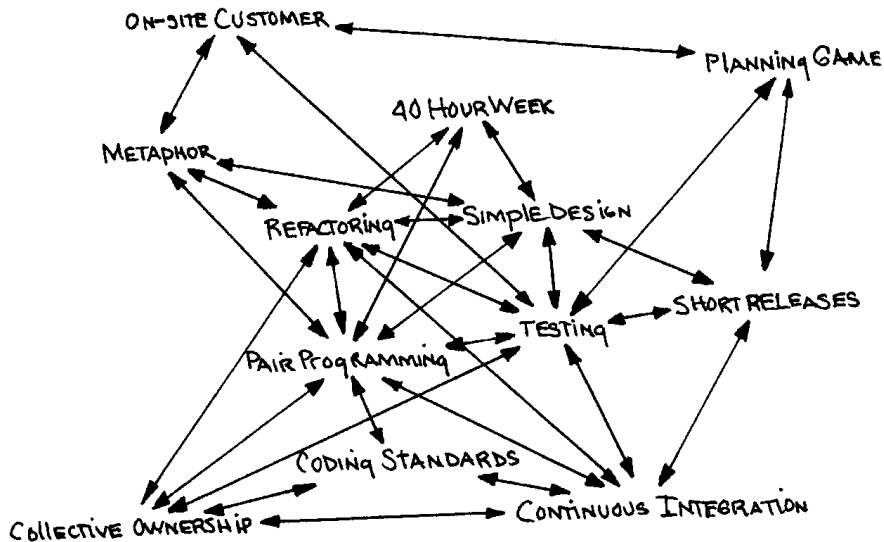 ON-SITE CUSTOMER
PLANNING GAME
40 HOUR WEEK
METAPHOR
REFACTORING
SIMPLE DESIGN
SHORT RELEASES
TESTING
PAIR PROGRAMMING
CODING STANDARDS
CONTINUOUS INTEGRATION
COLLECTIVE OWNERSHIP